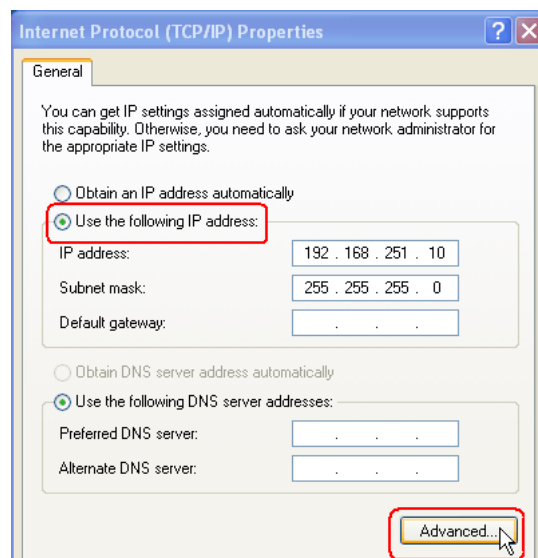 Internet Protocol (TCP/IP) Properties
General
You can get IP settings assigned automatically if your network supports
this capability. Otherwise, you need to ask your network administrator for
the appropriate IP settings.
Obtain an IP address automatically
Use the following IP address:
IP address: 192 . 168 . 251 . 10
Subnet mask: 255 . 255 . 255 . 0
Default gateway: . . .
Obtain DNS server address automatically
Use the following DNS server addresses:
Preferred DNS server: . . .
Alternate DNS server: . . .
Advanced...